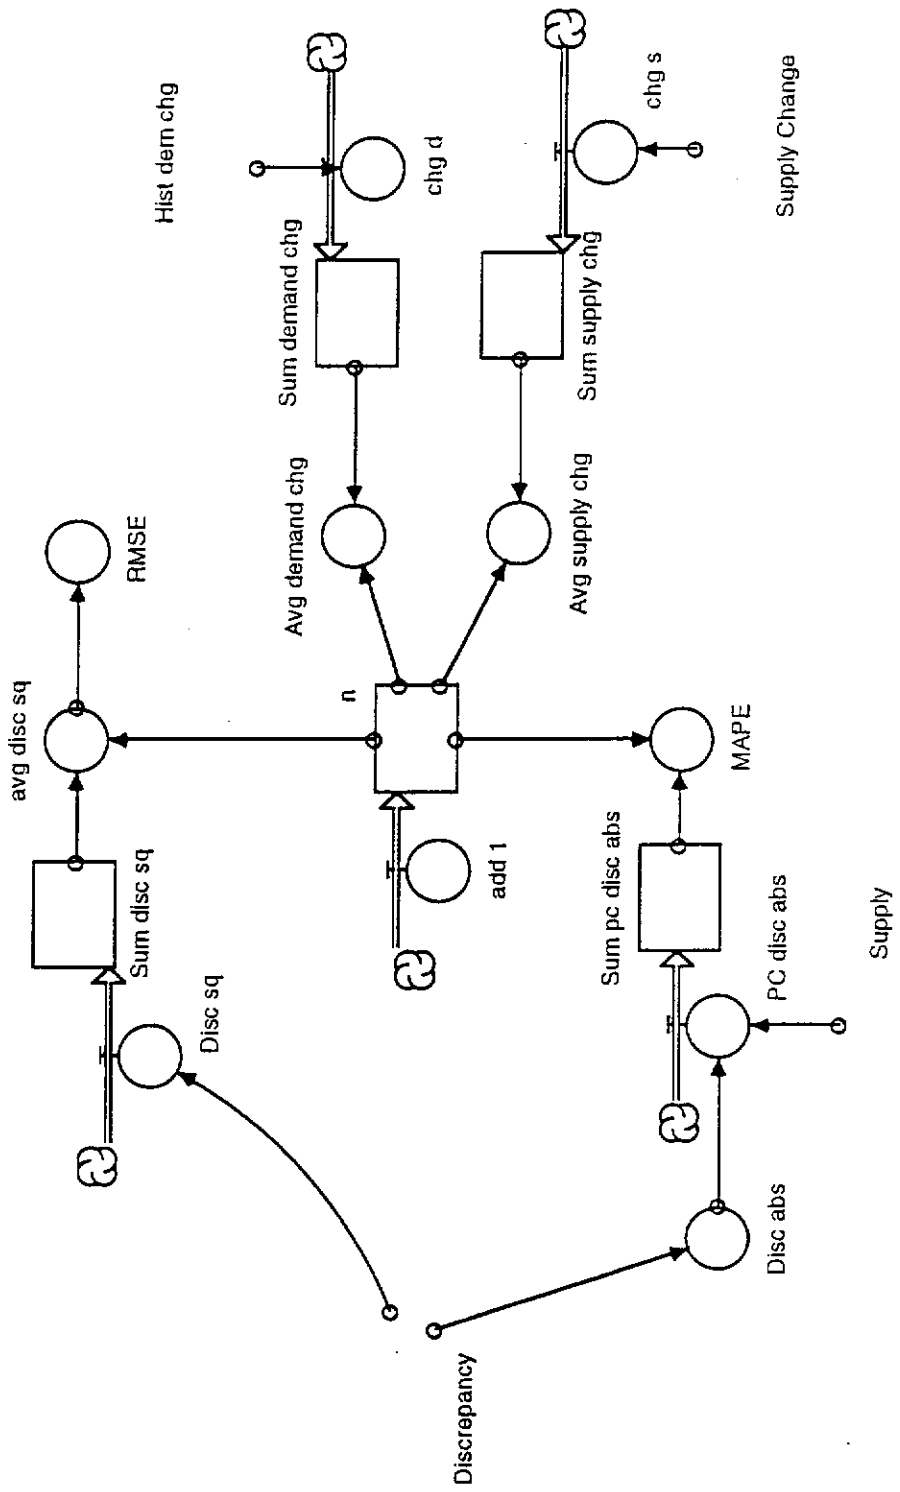 Discrepancy
Disc sq
Sum disc sq
avg disc sq
RMSE
add 1
n
Avg demand chg
Sum demand chg
Hist dem chg
chg d
Avg supply chg
Sum supply chg
chg s
Supply Change
Disc abs
Sum pc disc abs
PC disc abs
MAPE
Supply